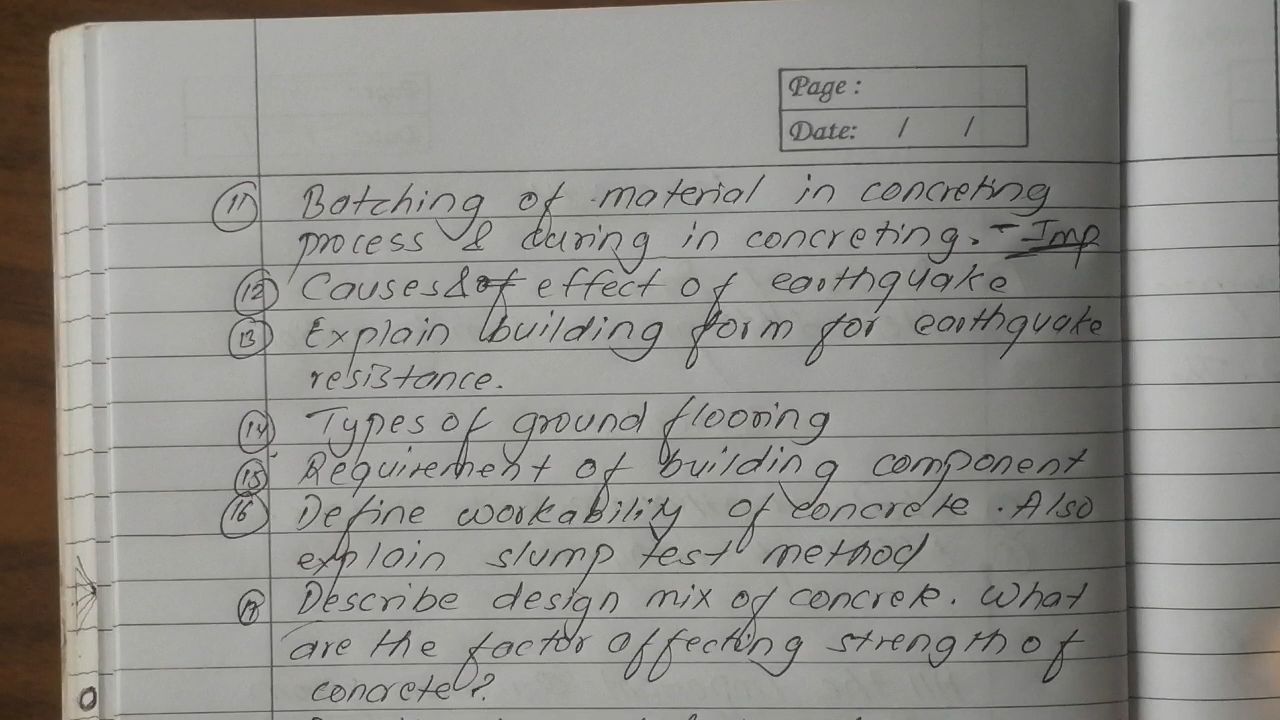 Page :
Date: / /
11 Batching of material in concreting
process & curing in concreting. - Imp
12 Causes & of effect of earthquake
13 Explain building form for earthquake
resistance.
14 Types of ground flooring
15 Requirement of building component
16 Define workability of concrete. Also
explain slump test method
17 Describe design mix of concrete. What
are the factor affecting strength of
concrete?